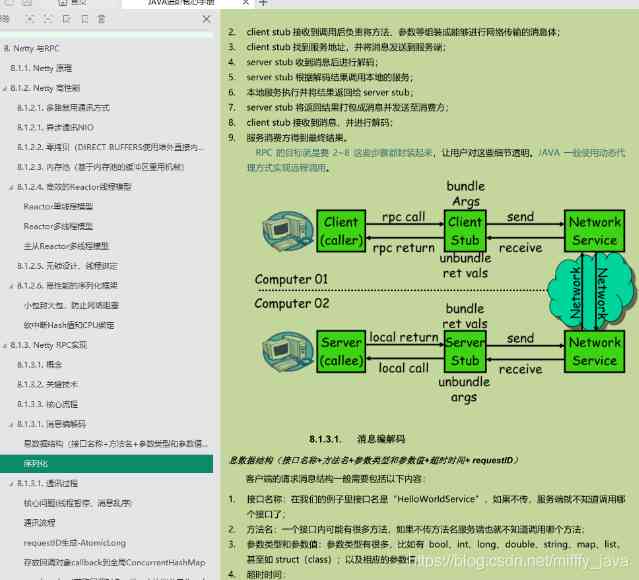 JAVA进阶核心手册
8. Netty 与RPC
8.1.1. Netty 原理
8.1.2. Netty 高性能
8.1.2.1. 多路复用通讯方式
8.1.2.1. 异步通讯NIO
8.1.2.2. 零拷贝（DIRECT BUFFERS使用堆外直接内...
8.1.2.3. 内存池（基于内存池的缓冲区重用机制）
8.1.2.4. 高效的Reactor线程模型
Reactor单线程模型
Reactor多线程模型
主从Reactor多线程模型
8.1.2.5. 无锁设计、线程绑定
8.1.2.6. 高性能的序列化框架
小包封大包，防止网络阻塞
软中断Hash值和CPU绑定
8.1.3. Netty RPC实现
8.1.3.1. 概念
8.1.3.2. 关键技术
8.1.3.3. 核心流程
8.1.3.1. 消息编解码
息数据结构（接口名称+方法名+参数类型和参数值...
序列化
8.1.3.1. 通讯过程
核心问题(线程暂停、消息乱序)
通讯流程
requestID生成-AtomicLong
存放回调对象callback到全局ConcurrentHashMap
2. client stub 接收到调用后负责将方法、参数等组装成能够进行网络传输的消息体；
3. client stub 找到服务地址，并将消息发送到服务端；
4. server stub 收到消息后进行解码；
5. server stub 根据解码结果调用本地的服务；
6. 本地服务执行并将结果返回给 server stub；
7. server stub 将返回结果打包成消息并发送至消费方；
8. client stub 接收到消息，并进行解码；
9. 服务消费方得到最终结果。
RPC 的目标就是要 2~8 这些步骤都封装起来，让用户对这些细节透明。JAVA 一般使用动态代
理方式实现远程调用。
bundle
Args
Client
(caller)
rpc call
rpc return
Client
Stub
send
receive
Network
Service
unbundle
ret vals
Computer 01
Computer 02
Network
Network
bundle
ret vals
Server
(callee)
local return
local call
Server
Stub
send
receive
Network
Service
unbundle
args
8.1.3.1. 消息编解码
息数据结构（接口名称+方法名+参数类型和参数值+超时时间+ requestID）
客户端的请求消息结构一般需要包括以下内容：
1. 接口名称：在我们的例子里接口名是“HelloWorldService”，如果不传，服务端就不知道调用哪
个接口了；
2. 方法名：一个接口内可能有很多方法，如果不传方法名服务端也就不知道调用哪个方法；
3. 参数类型和参数值：参数类型有很多，比如有 bool、int、long、double、string、map、list，
甚至如 struct（class）；以及相应的参数值；
4. 超时时间：
https://blog.csdn.net/mifffy_java